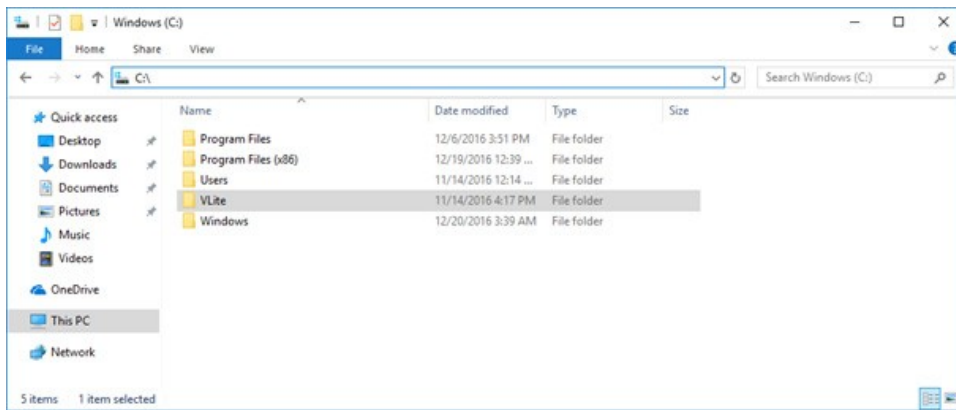 Windows (C:)
File Home Share View
C:\ Search Windows (C:)
Name Date modified Type Size
Quick access
Desktop
Downloads
Documents
Pictures
Music
Videos
OneDrive
This PC
Network
Program Files 12/6/2016 3:51 PM File folder
Program Files (x86) 12/19/2016 12:39 ... File folder
Users 11/14/2016 12:14 ... File folder
VLite 11/14/2016 4:17 PM File folder
Windows 12/20/2016 3:39 AM File folder
5 items 1 item selected